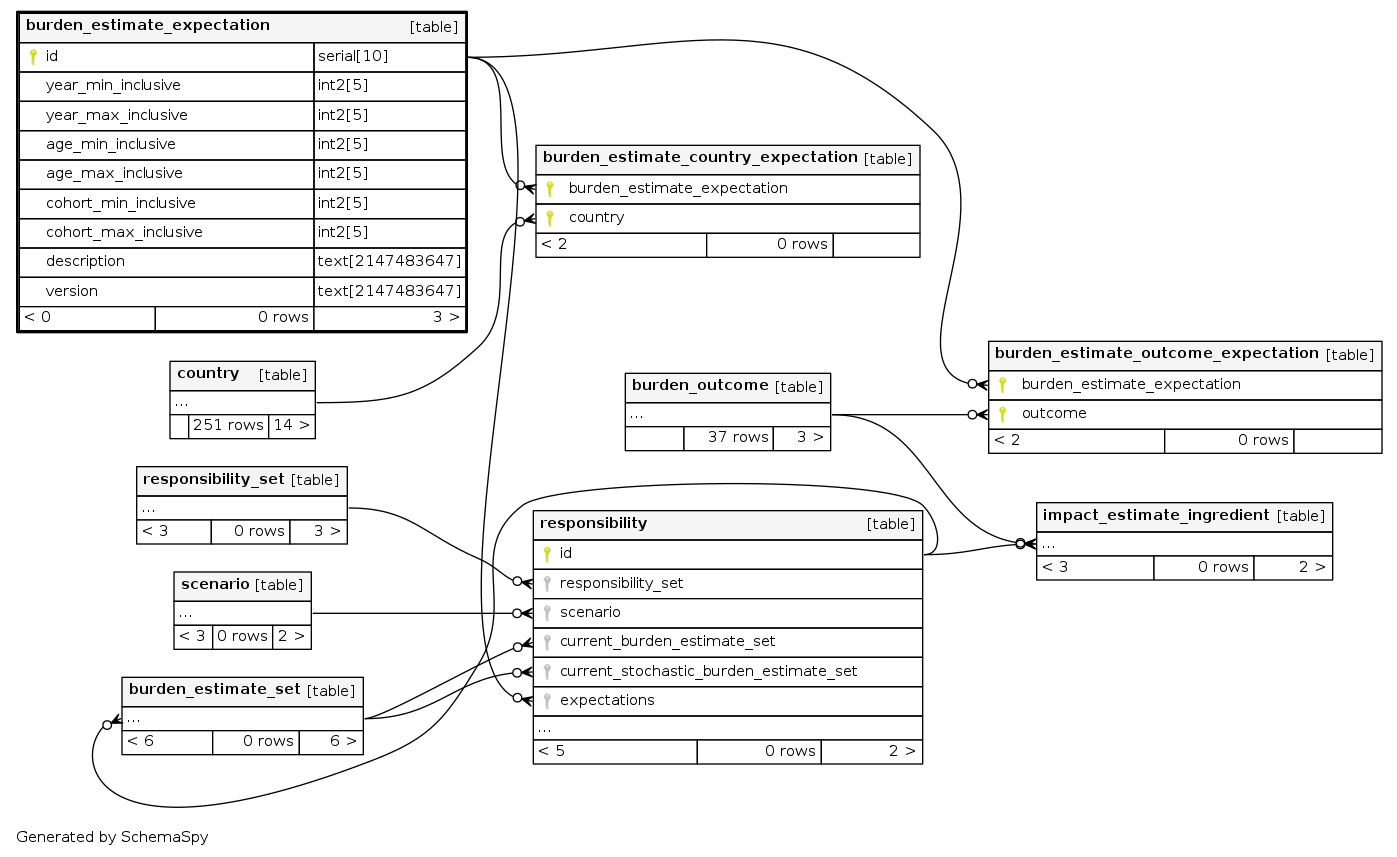 burden_estimate_expectation [table]
id serial[10]
year_min_inclusive int2[5]
year_max_inclusive int2[5]
age_min_inclusive int2[5]
age_max_inclusive int2[5]
cohort_min_inclusive int2[5]
cohort_max_inclusive int2[5]
description text[2147483647]
version text[2147483647]
< 0 0 rows 3 >
burden_estimate_country_expectation [table]
burden_estimate_expectation
country
< 2 0 rows
burden_estimate_outcome_expectation [table]
burden_estimate_expectation
outcome
< 2 0 rows
country [table]
...
251 rows 14 >
burden_outcome [table]
...
37 rows 3 >
responsibility_set [table]
...
< 3 0 rows 3 >
responsibility [table]
id
responsibility_set
scenario
current_burden_estimate_set
current_stochastic_burden_estimate_set
expectations
...
< 5 0 rows 2 >
impact_estimate_ingredient [table]
...
< 3 0 rows 2 >
scenario [table]
...
< 3 0 rows 2 >
burden_estimate_set [table]
...
< 6 0 rows 6 >
Generated by SchemaSpy